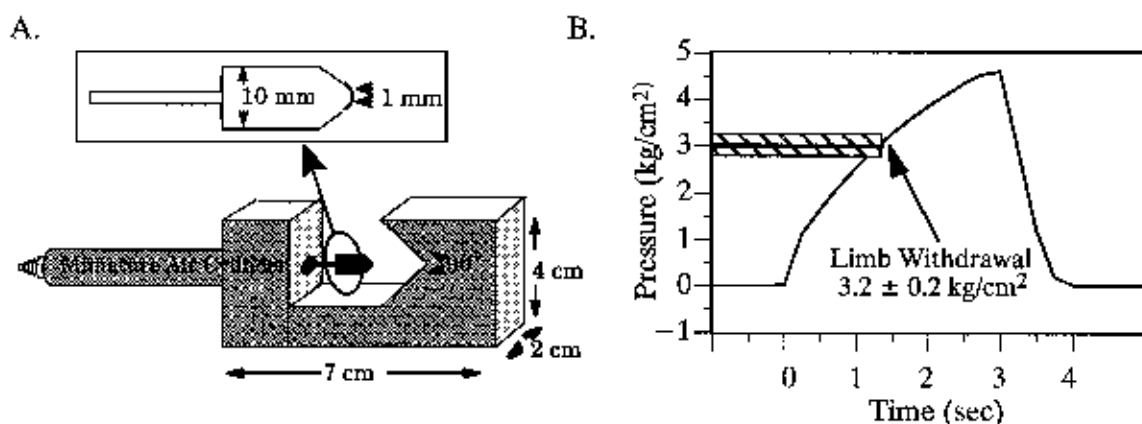 A.
10 mm
1 mm
Miniature Air Cylinder
4 cm
2 cm
7 cm
B.
5
4
3
2
1
0
−1
Pressure (kg/cm²)
Limb Withdrawal
3.2 ± 0.2 kg/cm²
0 1 2 3 4
Time (sec)